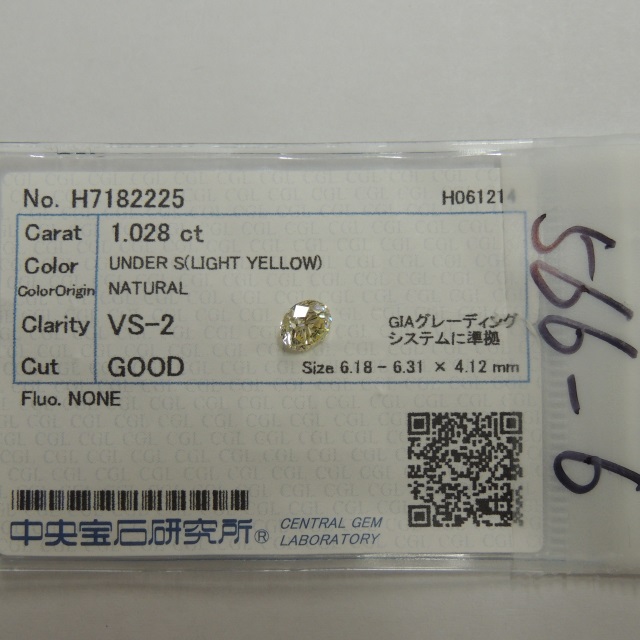 No. H7182225 H061214
Carat 1.028 ct
Color UNDER S(LIGHT YELLOW)
ColorOrigin NATURAL
Clarity VS-2
GIAグレーディング
システムに準拠
Cut GOOD Size 6.18 - 6.31 × 4.12 mm
Fluo. NONE
中央宝石研究所® CENTRAL GEM
LABORATORY